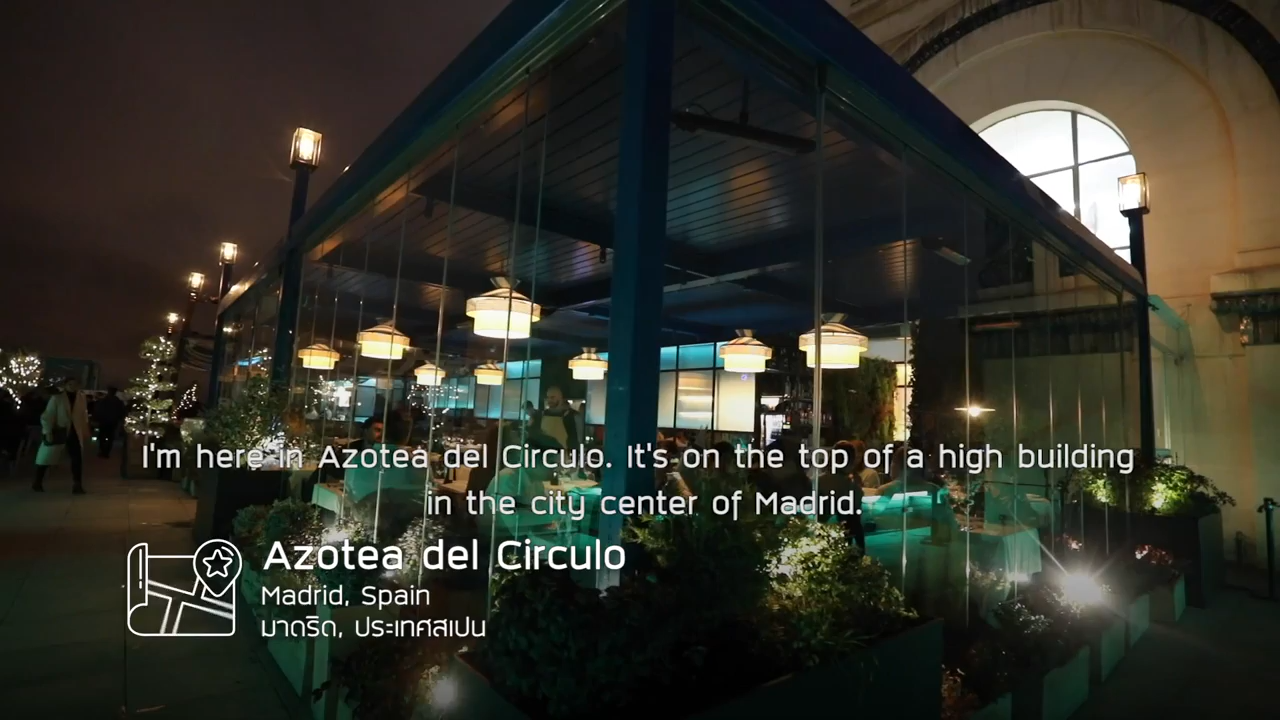 I'm here in Azotea del Circulo. It's on the top of a high building
in the city center of Madrid.
Azotea del Circulo
Madrid, Spain
มาดริด, ประเทศสเปน